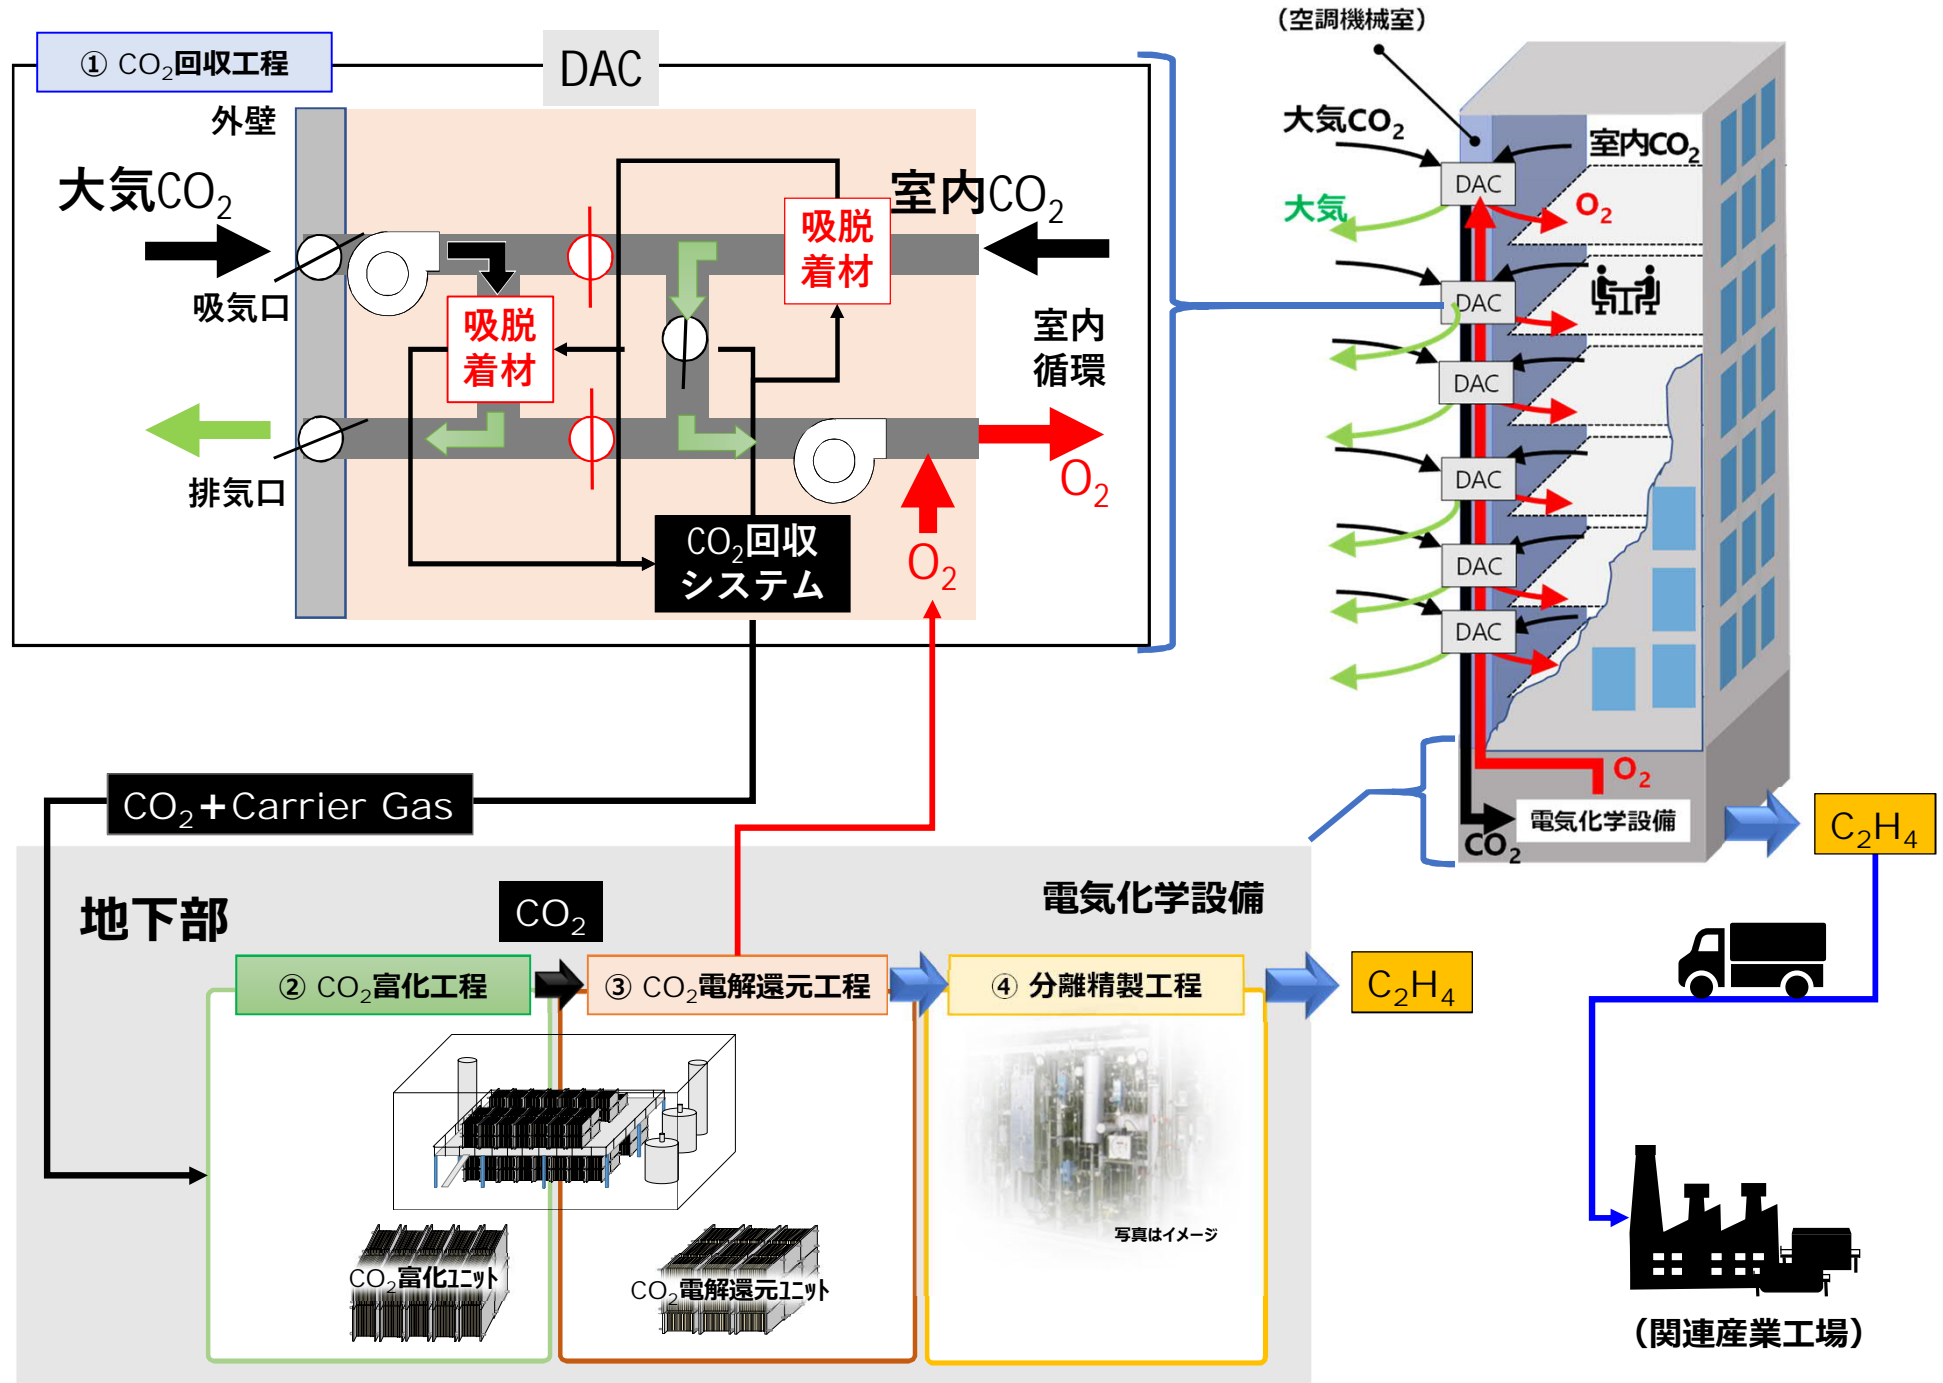 ① CO₂回収工程
DAC
外壁
大気CO₂
吸気口
排気口
吸脱
着材
吸脱
着材
室内CO₂
室内
循環
O₂
O₂
CO₂回収
システム
CO₂+Carrier Gas
(空調機械室)
大気CO₂
室内CO₂
大気
O₂
DAC
DAC
DAC
DAC
DAC
DAC
O₂
電気化学設備
CO₂
C₂H₄
地下部
CO₂
電気化学設備
② CO₂富化工程
③ CO₂電解還元工程
④ 分離精製工程
C₂H₄
写真はイメージ
CO₂富化ユニット
CO₂電解還元ユニット
(関連産業工場)